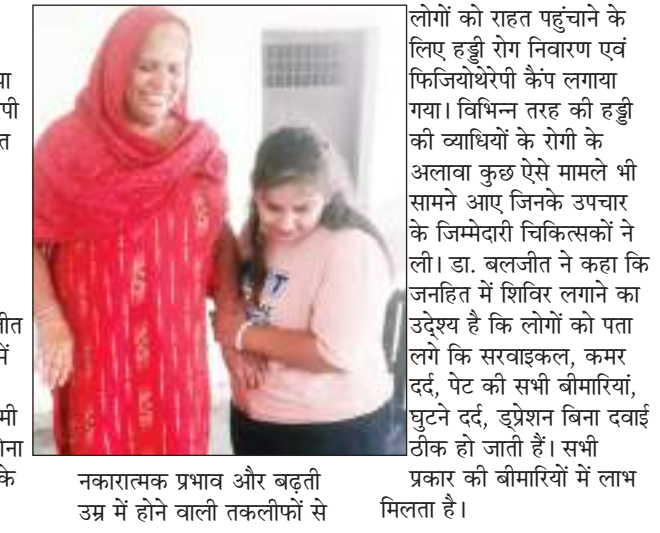 या
पी
त
जीत
में
मी
ोना
के
नकारात्मक प्रभाव और बढ़ती
उम्र में होने वाली तकलीफों से
लोगों को राहत पहुंचाने के
लिए हड्डी रोग निवारण एवं
फिजियोथेरेपी कैंप लगाया
गया। विभिन्न तरह की हड्डी
की व्याधियों के रोगी के
अलावा कुछ ऐसे मामले भी
सामने आए जिनके उपचार
के जिम्मेदारी चिकित्सकों ने
ली। डा. बलजीत ने कहा कि
जनहित में शिविर लगाने का
उद्देश्य है कि लोगों को पता
लगे कि सरवाइकल, कमर
दर्द, पेट की सभी बीमारियां,
घुटने दर्द, ड्प्रेशन बिना दवाई
ठीक हो जाती हैं। सभी
प्रकार की बीमारियों में लाभ
मिलता है।